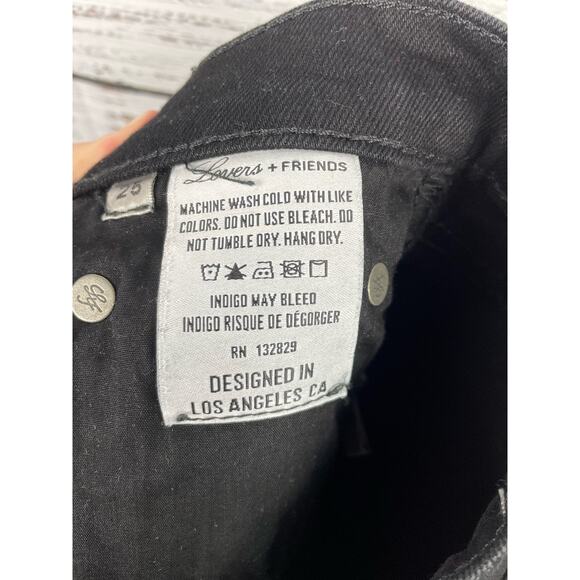 Lovers + FRIENDS
25
MACHINE WASH COLD WITH LIKE
COLORS. DO NOT USE BLEACH. DO
NOT TUMBLE DRY. HANG DRY.
INDIGO MAY BLEED
INDIGO RISQUE DE DÉGORGER
RN 132829
DESIGNED IN
LOS ANGELES CA